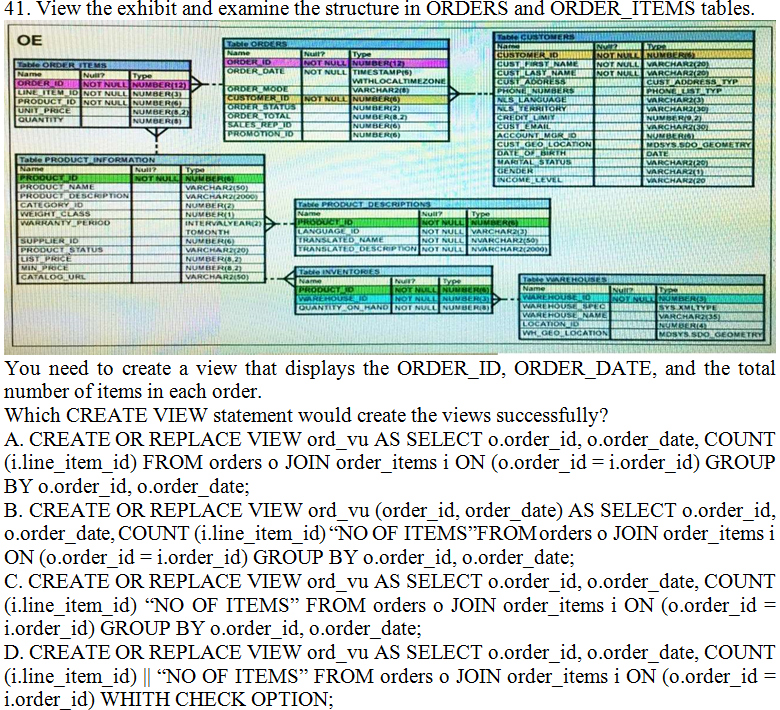 41. View the exhibit and examine the structure in ORDERS and ORDER_ITEMS tables.
OE
Table ORDER_ITEMS
Name Null? Type
ORDER_ID NOT NULL NUMBER(12)
LINE_ITEM_ID NOT NULL NUMBER(3)
PRODUCT_ID NOT NULL NUMBER(6)
UNIT_PRICE NUMBER(8,2)
QUANTITY NUMBER(8)
Table ORDERS
Name Null? Type
ORDER_ID NOT NULL NUMBER(12)
ORDER_DATE NOT NULL TIMESTAMP(6)
WITHLOCALTIMEZONE
ORDER_MODE VARCHAR2(8)
CUSTOMER_ID NOT NULL NUMBER(6)
ORDER_STATUS NUMBER(2)
ORDER_TOTAL NUMBER(8,2)
SALES_REP_ID NUMBER(6)
PROMOTION_ID NUMBER(6)
Table CUSTOMERS
Name Null? Type
CUSTOMER_ID NOT NULL NUMBER(6)
CUST_FIRST_NAME NOT NULL VARCHAR2(20)
CUST_LAST_NAME NOT NULL VARCHAR2(20)
CUST_ADDRESS CUST_ADDRESS_TYP
PHONE_NUMBERS PHONE_LIST_TYP
NLS_LANGUAGE VARCHAR2(3)
NLS_TERRITORY VARCHAR2(30)
CREDIT_LIMIT NUMBER(9,2)
CUST_EMAIL VARCHAR2(30)
ACCOUNT_MGR_ID NUMBER(6)
CUST_GEO_LOCATION MDSYS.SDO_GEOMETRY
DATE_OF_BIRTH DATE
MARITAL_STATUS VARCHAR2(20)
GENDER VARCHAR2(1)
INCOME_LEVEL VARCHAR2(20
Table PRODUCT_INFORMATION
Name Null? Type
PRODUCT_ID NOT NULL NUMBER(6)
PRODUCT_NAME VARCHAR2(50)
PRODUCT_DESCRIPTION VARCHAR2(2000)
CATEGORY_ID NUMBER(2)
WEIGHT_CLASS NUMBER(1)
WARRANTY_PERIOD INTERVALYEAR(2)
TOMONTH
SUPPLIER_ID NUMBER(6)
PRODUCT_STATUS VARCHAR2(20)
LIST_PRICE NUMBER(8,2)
MIN_PRICE NUMBER(8,2)
CATALOG_URL VARCHAR2(50)
Table PRODUCT_DESCRIPTIONS
Name Null? Type
PRODUCT_ID NOT NULL NUMBER(6)
LANGUAGE_ID NOT NULL NVARCHAR2(3)
TRANSLATED_NAME NOT NULL NVARCHAR2(50)
TRANSLATED_DESCRIPTION NOT NULL NVARCHAR2(2000)
Table INVENTORIES
Name Null? Type
PRODUCT_ID NOT NULL NUMBER(6)
WAREHOUSE_ID NOT NULL NUMBER(3)
QUANTITY_ON_HAND NOT NULL NUMBER(8)
Table WAREHOUSES
Name Null? Type
WAREHOUSE_ID NOT NULL NUMBER(3)
WAREHOUSE_SPEC SYS.XMLTYPE
WAREHOUSE_NAME VARCHAR2(35)
LOCATION_ID NUMBER(4)
WH_GEO_LOCATION MDSYS.SDO_GEOMETRY
You need to create a view that displays the ORDER_ID, ORDER_DATE, and the total
number of items in each order.
Which CREATE VIEW statement would create the views successfully?
A. CREATE OR REPLACE VIEW ord_vu AS SELECT o.order_id, o.order_date, COUNT
(i.line_item_id) FROM orders o JOIN order_items i ON (o.order_id = i.order_id) GROUP
BY o.order_id, o.order_date;
B. CREATE OR REPLACE VIEW ord_vu (order_id, order_date) AS SELECT o.order_id,
o.order_date, COUNT (i.line_item_id) “NO OF ITEMS”FROM orders o JOIN order_items i
ON (o.order_id = i.order_id) GROUP BY o.order_id, o.order_date;
C. CREATE OR REPLACE VIEW ord_vu AS SELECT o.order_id, o.order_date, COUNT
(i.line_item_id) “NO OF ITEMS” FROM orders o JOIN order_items i ON (o.order_id =
i.order_id) GROUP BY o.order_id, o.order_date;
D. CREATE OR REPLACE VIEW ord_vu AS SELECT o.order_id, o.order_date, COUNT
(i.line_item_id) || “NO OF ITEMS” FROM orders o JOIN order_items i ON (o.order_id =
i.order_id) WHITH CHECK OPTION;